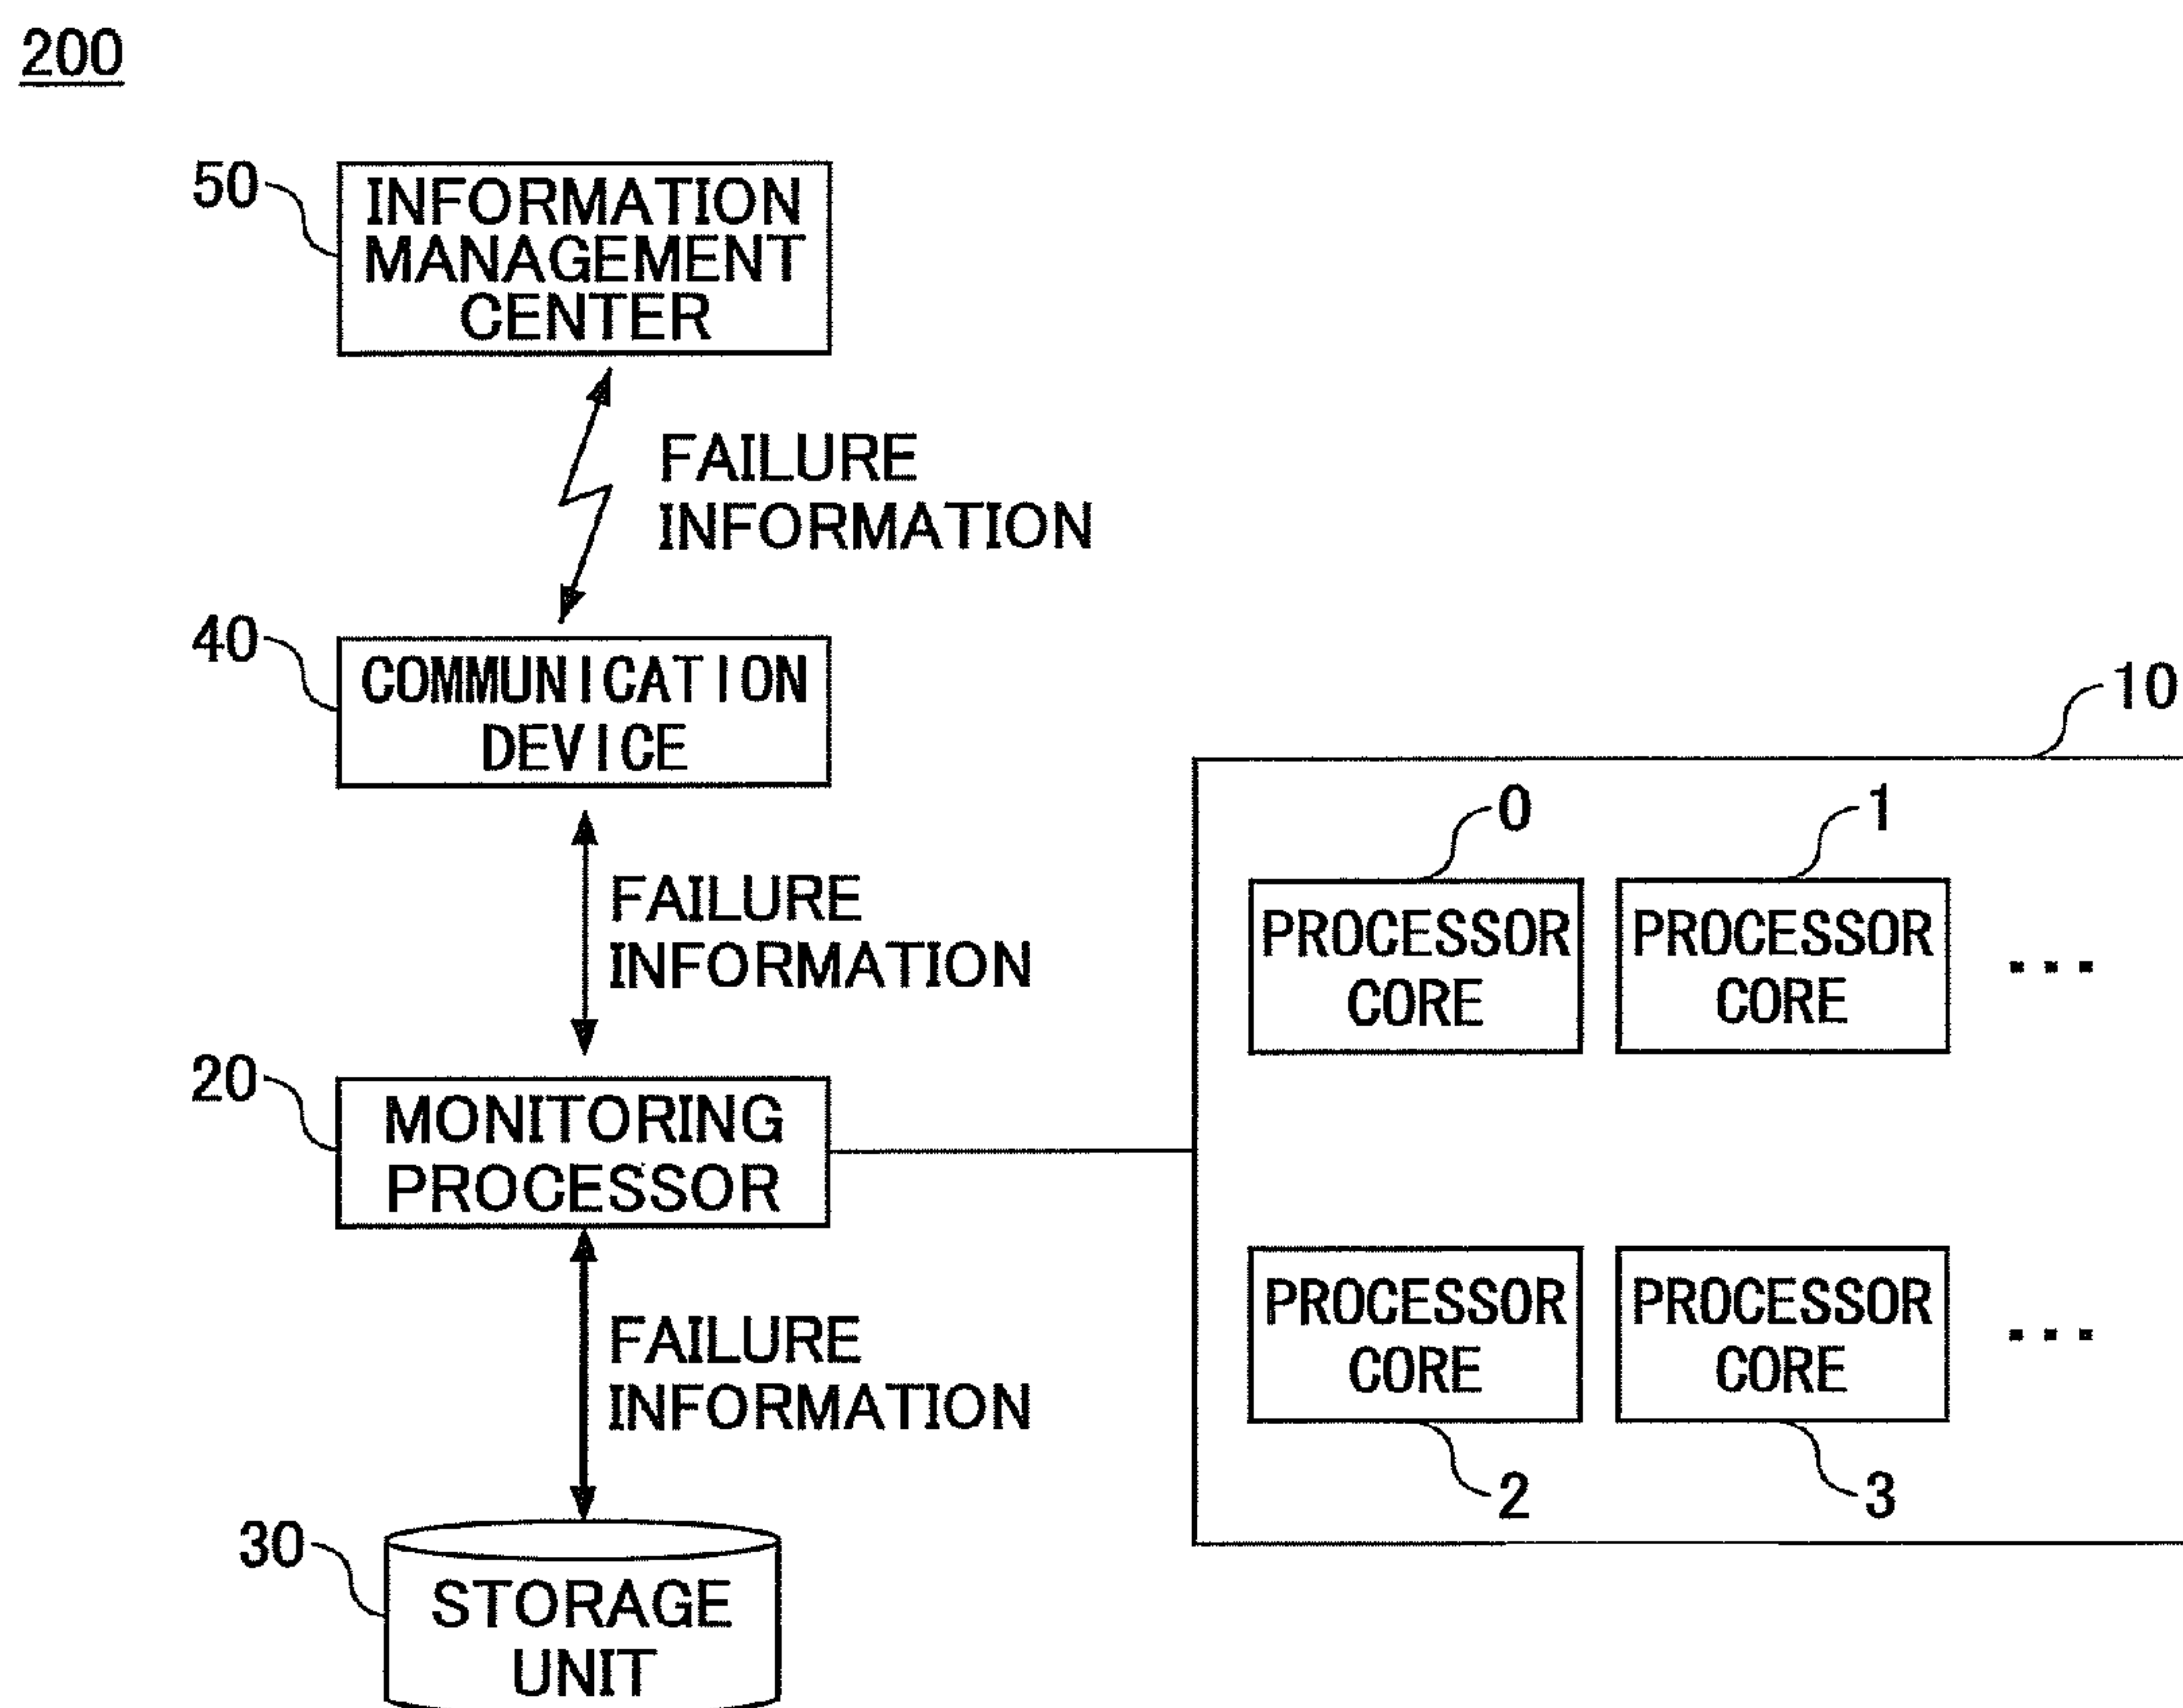 200
50
INFORMATION
MANAGEMENT
CENTER
FAILURE
INFORMATION
40
COMMUNICATION
DEVICE
10
FAILURE
INFORMATION
0
1
PROCESSOR
CORE
PROCESSOR
CORE
...
20
MONITORING
PROCESSOR
PROCESSOR
CORE
PROCESSOR
CORE
...
2
3
FAILURE
INFORMATION
30
STORAGE
UNIT